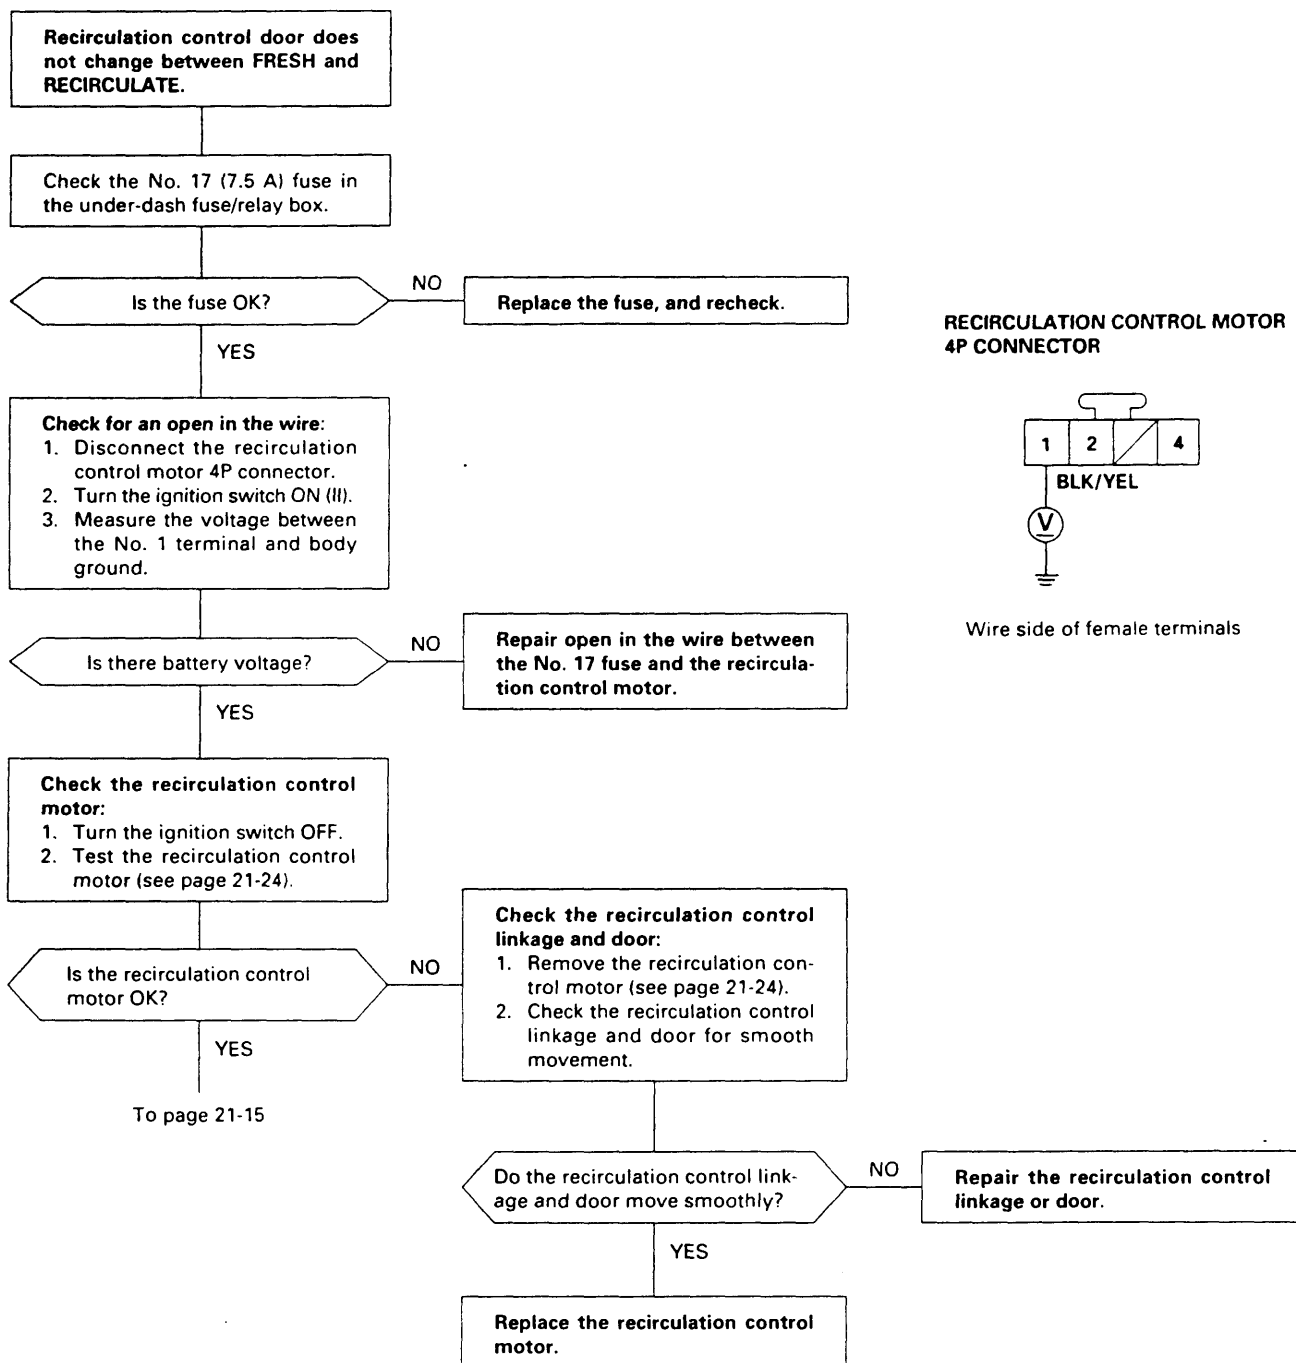 Recirculation control door does
not change between FRESH and
RECIRCULATE.
Check the No. 17 (7.5 A) fuse in
the under-dash fuse/relay box.
Is the fuse OK?
NO
Replace the fuse, and recheck.
YES
RECIRCULATION CONTROL MOTOR
4P CONNECTOR
1 2 4
BLK/YEL
V
Wire side of female terminals
Check for an open in the wire:
1. Disconnect the recirculation
control motor 4P connector.
2. Turn the ignition switch ON (II).
3. Measure the voltage between
the No. 1 terminal and body
ground.
Is there battery voltage?
NO
Repair open in the wire between
the No. 17 fuse and the recircula-
tion control motor.
YES
Check the recirculation control
motor:
1. Turn the ignition switch OFF.
2. Test the recirculation control
motor (see page 21-24).
Is the recirculation control
motor OK?
NO
YES
To page 21-15
Check the recirculation control
linkage and door:
1. Remove the recirculation con-
trol motor (see page 21-24).
2. Check the recirculation control
linkage and door for smooth
movement.
Do the recirculation control link-
age and door move smoothly?
NO
Repair the recirculation control
linkage or door.
YES
Replace the recirculation control
motor.